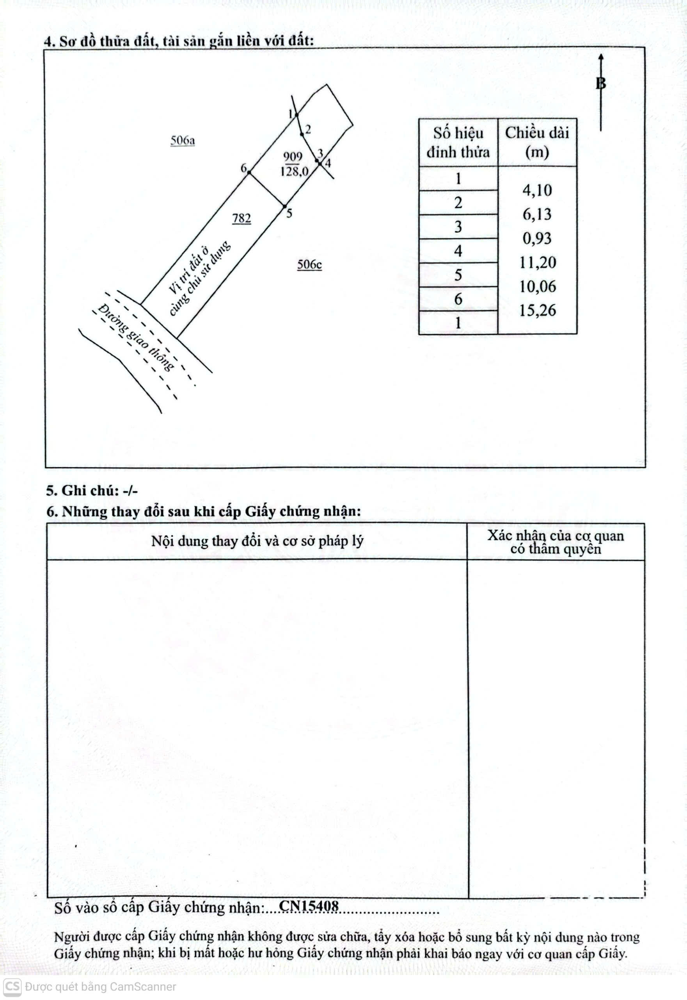 4. Sơ đồ thửa đất, tài sản gắn liền với đất:
B
1
2
506a
909
128,0
3
4
6
5
782
Vị trí đất ở
cùng chủ sử dụng
506c
Đường giao thông
Số hiệu đỉnh thửa
Chiều dài (m)
1
4,10
2
6,13
3
0,93
4
11,20
5
10,06
6
15,26
1
5. Ghi chú: -/-
6. Những thay đổi sau khi cấp Giấy chứng nhận:
Nội dung thay đổi và cơ sở pháp lý
Xác nhận của cơ quan
có thẩm quyền
Số vào sổ cấp Giấy chứng nhận:....CN15408..........................
Người được cấp Giấy chứng nhận không được sửa chữa, tẩy xóa hoặc bổ sung bất kỳ nội dung nào trong
Giấy chứng nhận; khi bị mất hoặc hư hỏng Giấy chứng nhận phải khai báo ngay với cơ quan cấp Giấy.
CS Được quét bằng CamScanner